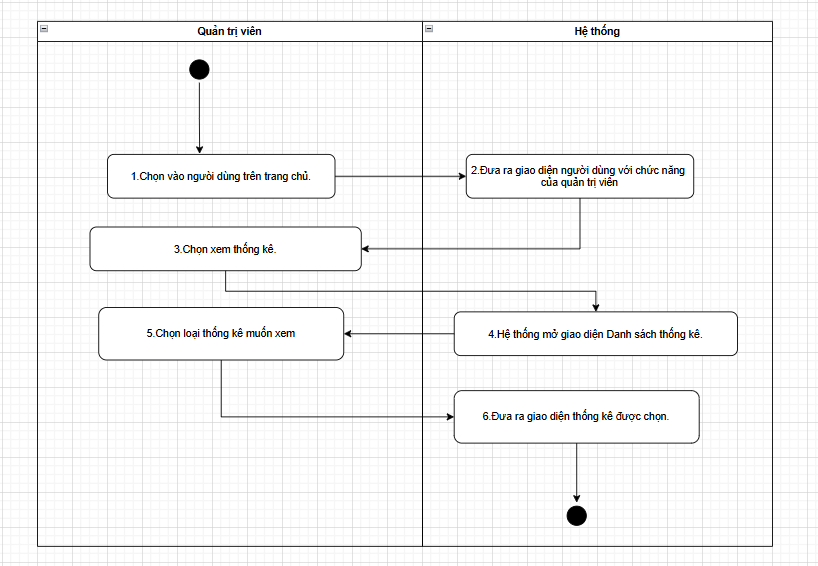 Quản trị viên
Hệ thống
1.Chọn vào người dùng trên trang chủ.
2.Đưa ra giao diện người dùng với chức năng
của quản trị viên
3.Chọn xem thống kê.
4.Hệ thống mở giao diện Danh sách thống kê.
5.Chọn loại thống kê muốn xem
6.Đưa ra giao diện thống kê được chọn.